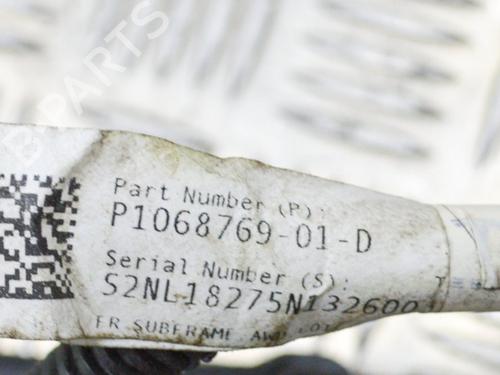 B PARTS
Part Number (P):
P1068769-01-D
Serial Number (S):
S2NL18275N132600
FR SUBFRAME AWD